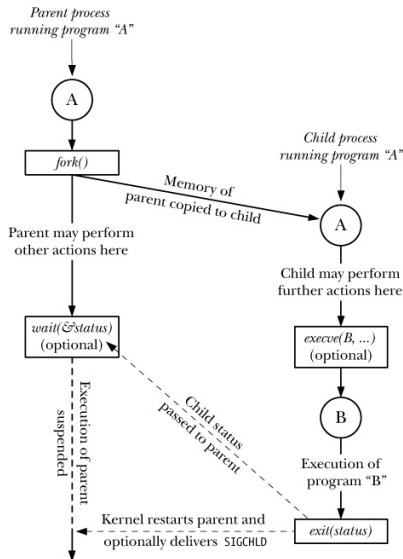 Parent process
running program “A”
A
fork()
Memory of
parent copied to child
Child process
running program “A”
A
Parent may perform
other actions here
Child may perform
further actions here
wait(&status)
(optional)
execve(B, ...)
(optional)
B
Execution of parent
suspended
Child status
passed to parent
Execution of
program “B”
Kernel restarts parent and
optionally delivers SIGCHLD
exit(status)